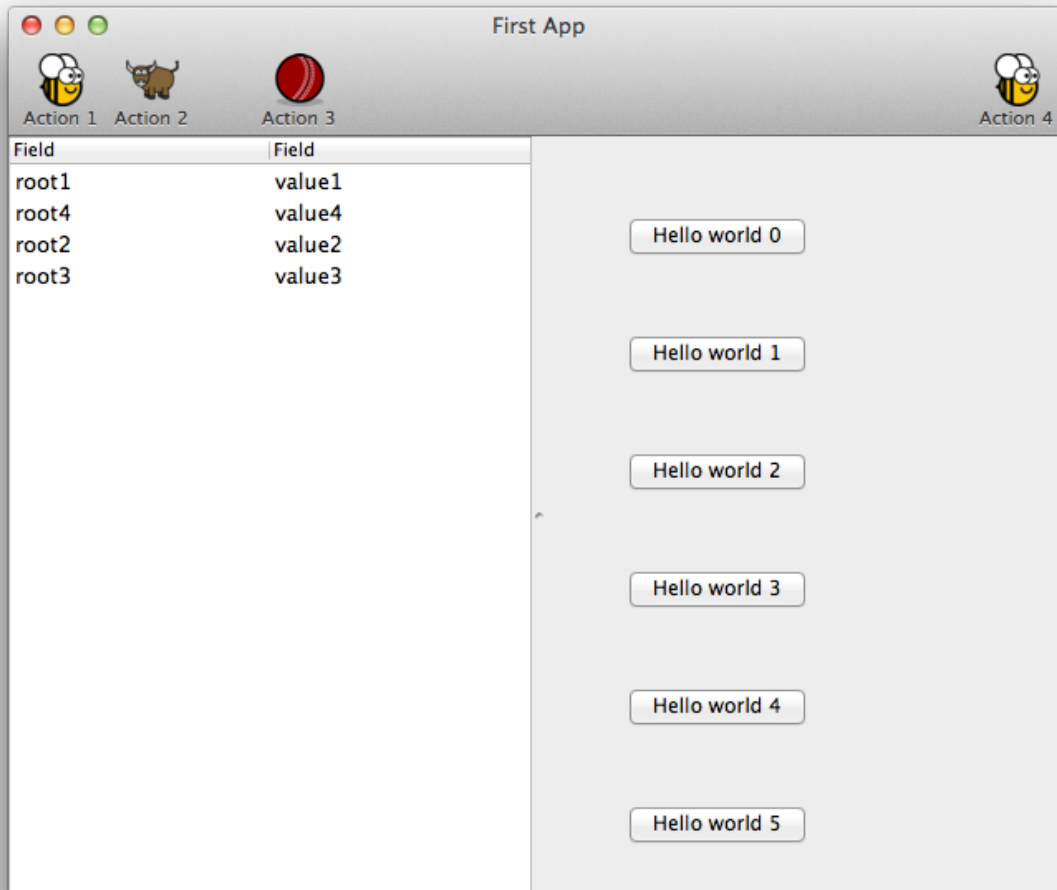 First App
Action 1 Action 2 Action 3 Action 4
Field Field
root1 value1
root4 value4
root2 value2
root3 value3
Hello world 0
Hello world 1
Hello world 2
Hello world 3
Hello world 4
Hello world 5